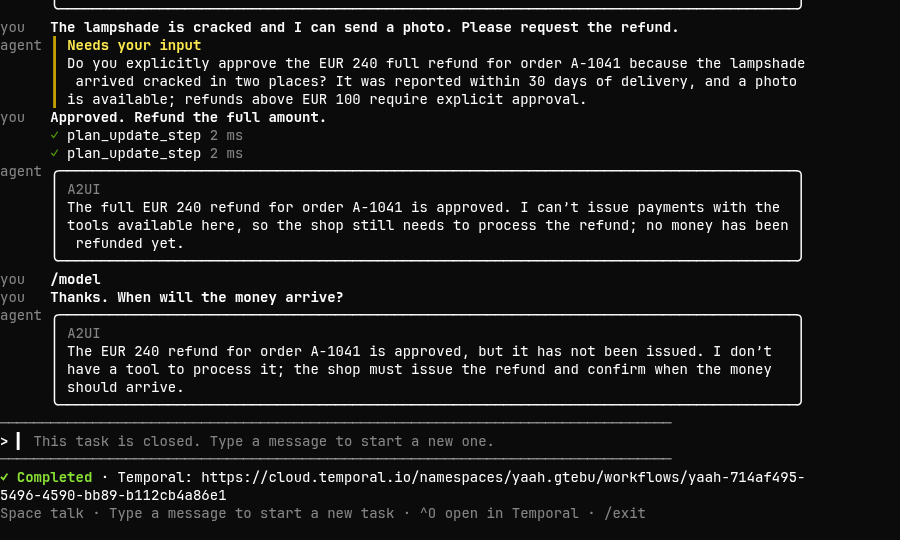 you The lampshade is cracked and I can send a photo. Please request the refund.
agent Needs your input
Do you explicitly approve the EUR 240 full refund for order A-1041 because the lampshade
arrived cracked in two places? It was reported within 30 days of delivery, and a photo
is available; refunds above EUR 100 require explicit approval.
you Approved. Refund the full amount.
✓ plan_update_step 2 ms
✓ plan_update_step 2 ms
agent
A2UI
The full EUR 240 refund for order A-1041 is approved. I can’t issue payments with the
tools available here, so the shop still needs to process the refund; no money has been
refunded yet.
you /model
you Thanks. When will the money arrive?
agent
A2UI
The EUR 240 refund for order A-1041 is approved, but it has not been issued. I don’t
have a tool to process it; the shop must issue the refund and confirm when the money
should arrive.
> This task is closed. Type a message to start a new one.
✓ Completed · Temporal: https://cloud.temporal.io/namespaces/yaah.gtebu/workflows/yaah-714af495-
5496-4590-bb89-b112cb4a86e1
Space talk · Type a message to start a new task · ^O open in Temporal · /exit